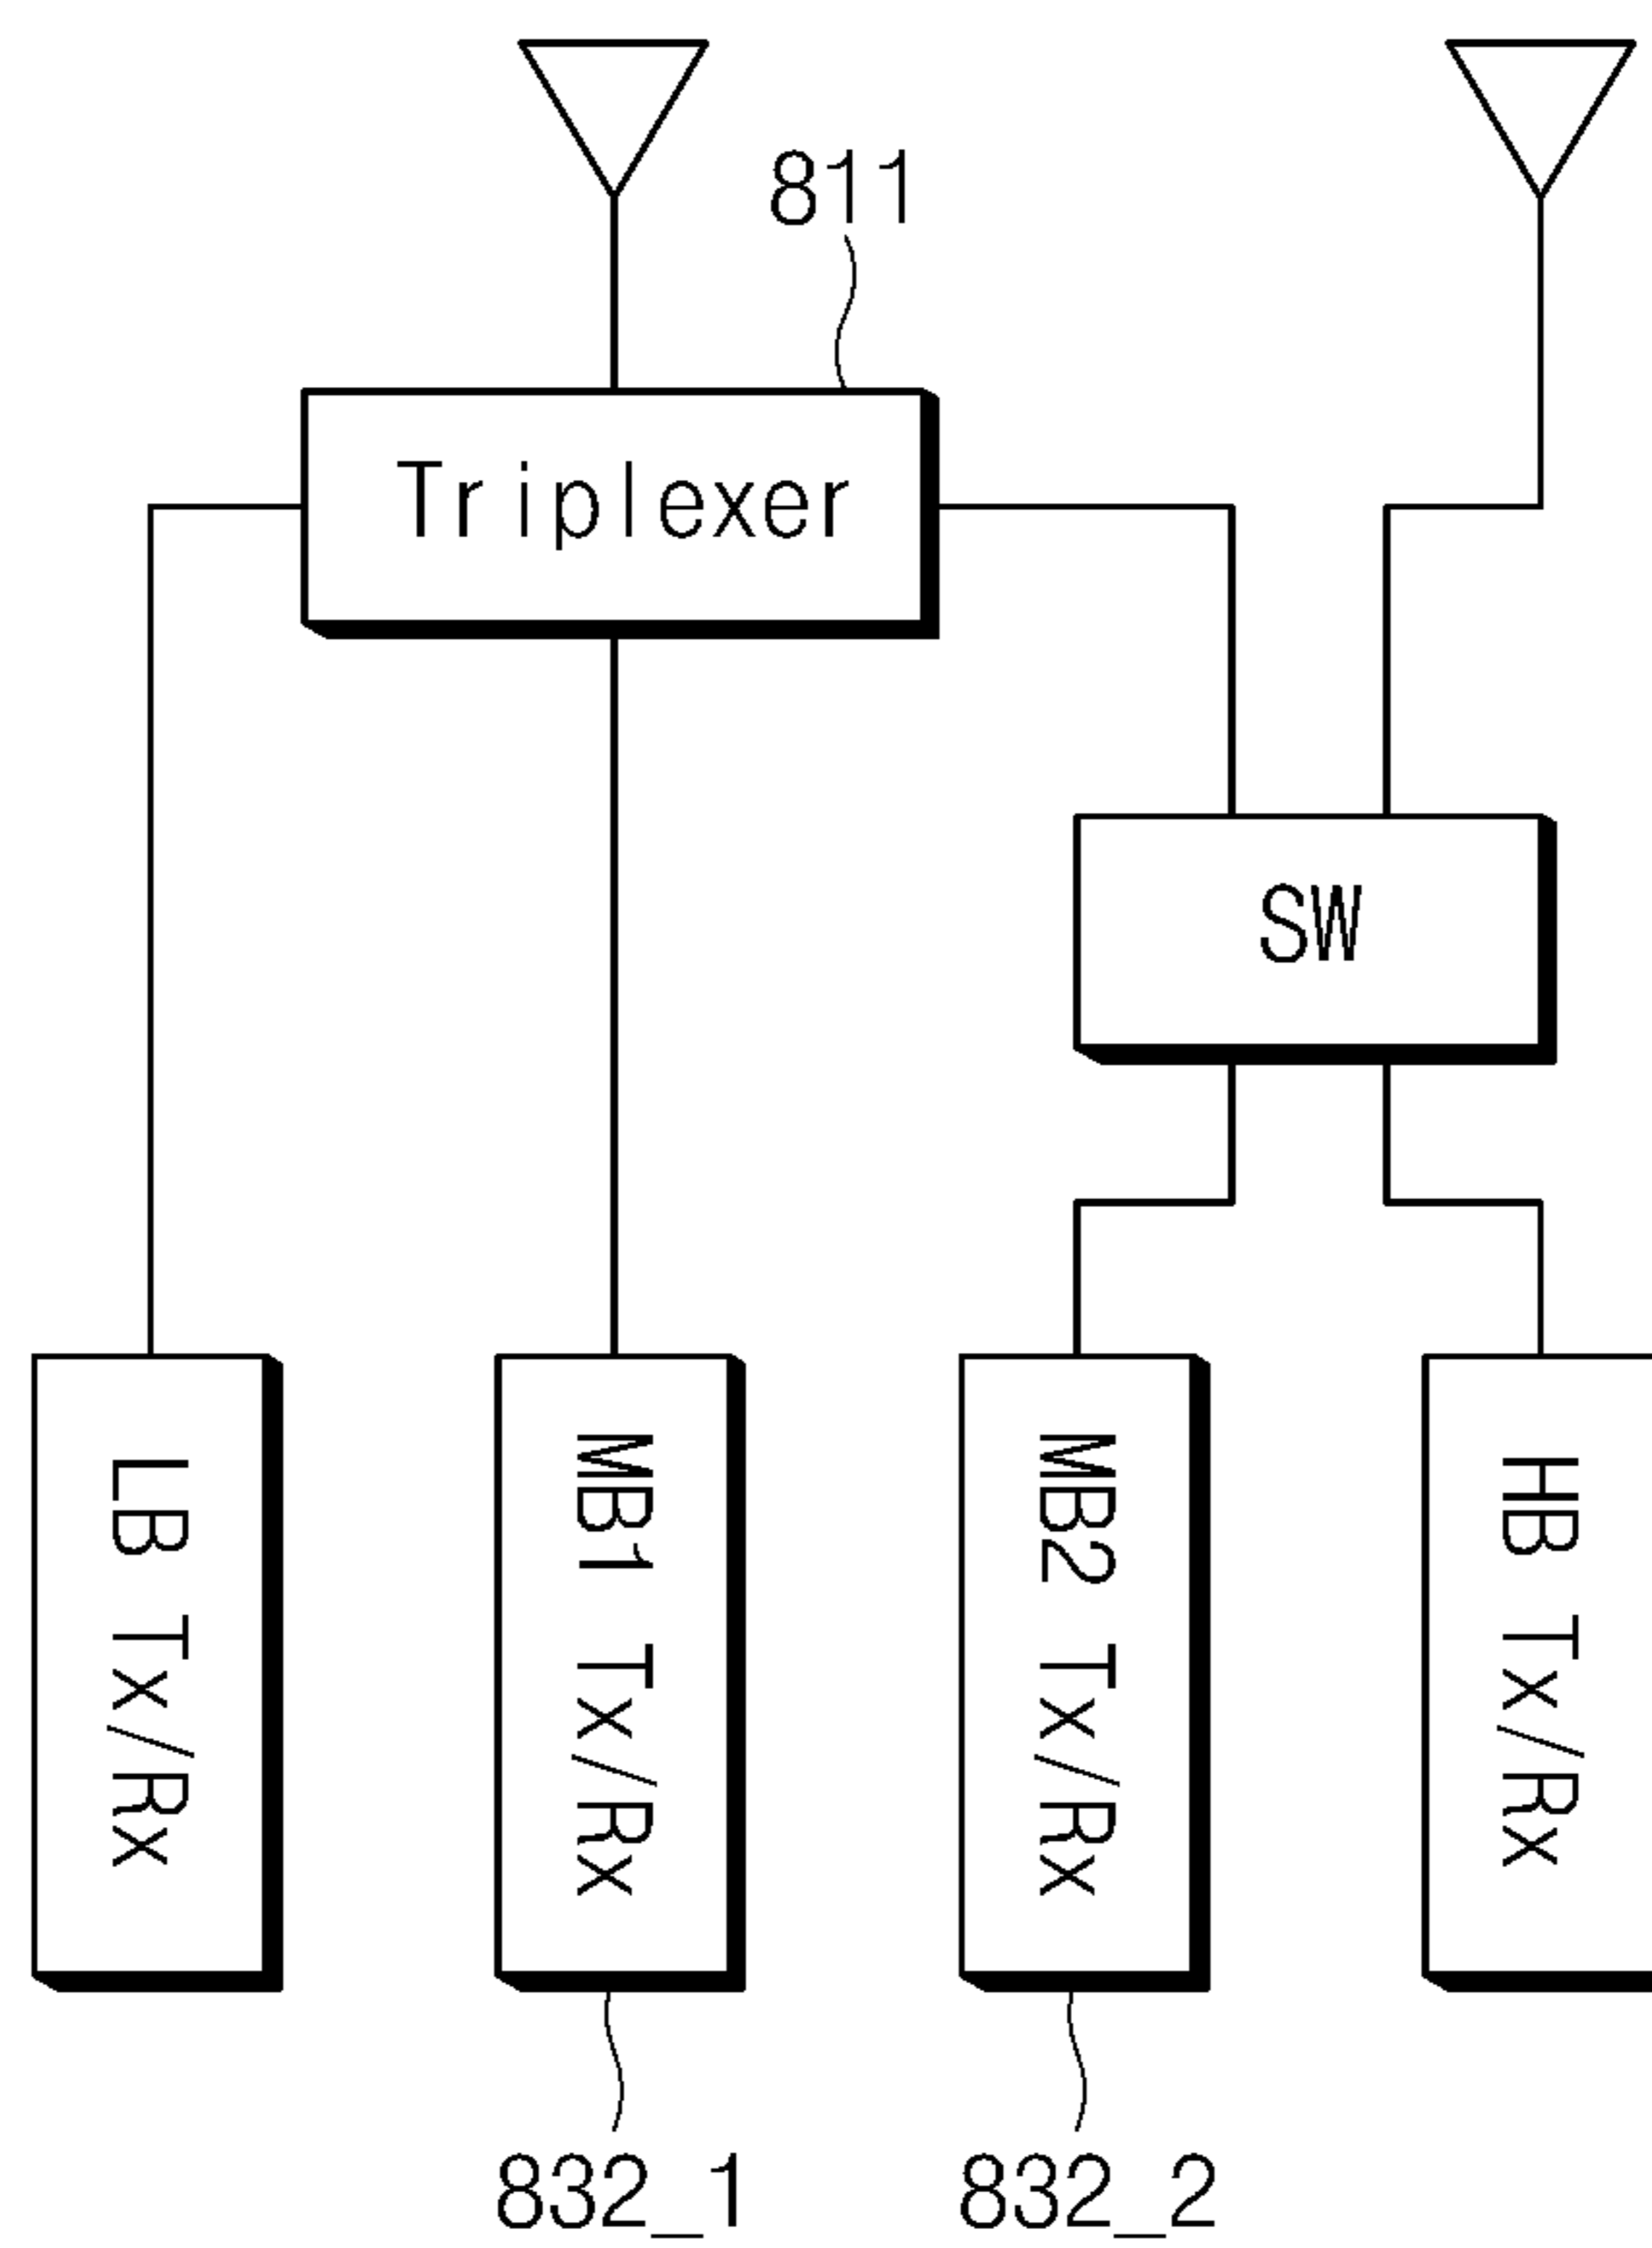 811
Triplexer
SW
LB Tx/Rx
MB1 Tx/Rx
MB2 Tx/Rx
HB Tx/Rx
832_1
832_2